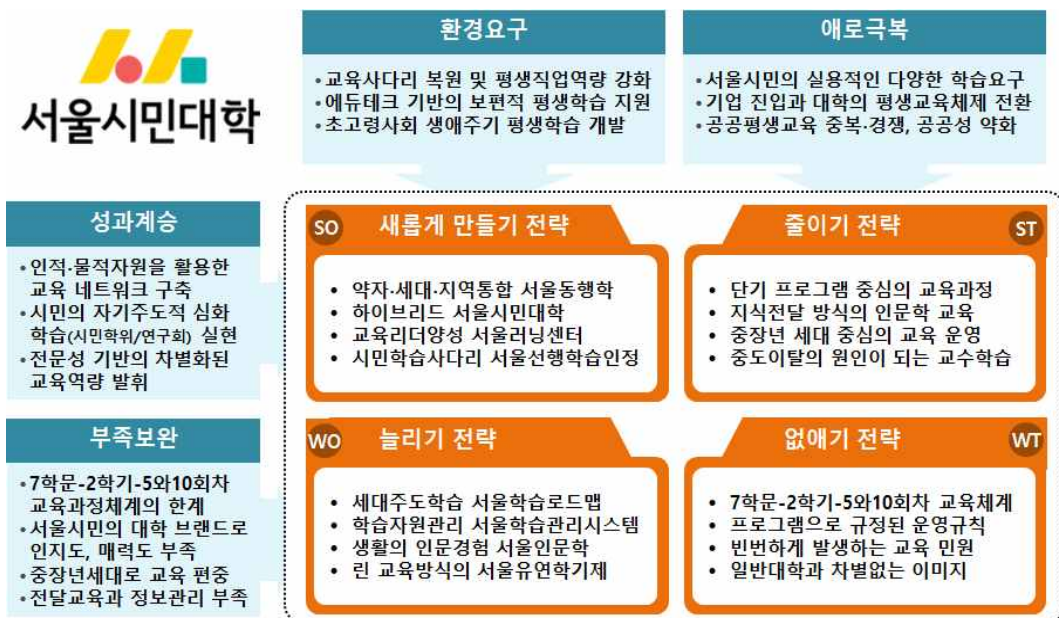 서울시민대학
환경요구
•교육사다리 복원 및 평생직업역량 강화
•에듀테크 기반의 보편적 평생학습 지원
•초고령사회 생애주기 평생학습 개발
애로극복
•서울시민의 실용적인 다양한 학습요구
•기업 진입과 대학의 평생교육체제 전환
•공공평생교육 중복·경쟁, 공공성 약화
성과계승
•인적·물적자원을 활용한
교육 네트워크 구축
•시민의 자기주도적 심화
학습(시민학위/연구회) 실현
•전문성 기반의 차별화된
교육역량 발휘
SO 새롭게 만들기 전략
• 약자·세대·지역통합 서울동행학
• 하이브리드 서울시민대학
• 교육리더양성 서울러닝센터
• 시민학습사다리 서울선행학습인정
줄이기 전략 ST
• 단기 프로그램 중심의 교육과정
• 지식전달 방식의 인문학 교육
• 중장년 세대 중심의 교육 운영
• 중도이탈의 원인이 되는 교수학습
부족보완
•7학문-2학기-5와10회차
교육과정체계의 한계
•서울시민의 대학 브랜드로
인지도, 매력도 부족
•중장년세대로 교육 편중
•전달교육과 정보관리 부족
WO 늘리기 전략
• 세대주도학습 서울학습로드맵
• 학습자원관리 서울학습관리시스템
• 생활의 인문경험 서울인문학
• 린 교육방식의 서울유연학기제
없애기 전략 WT
• 7학문-2학기-5와10회차 교육체계
• 프로그램으로 규정된 운영규칙
• 빈번하게 발생하는 교육 민원
• 일반대학과 차별없는 이미지